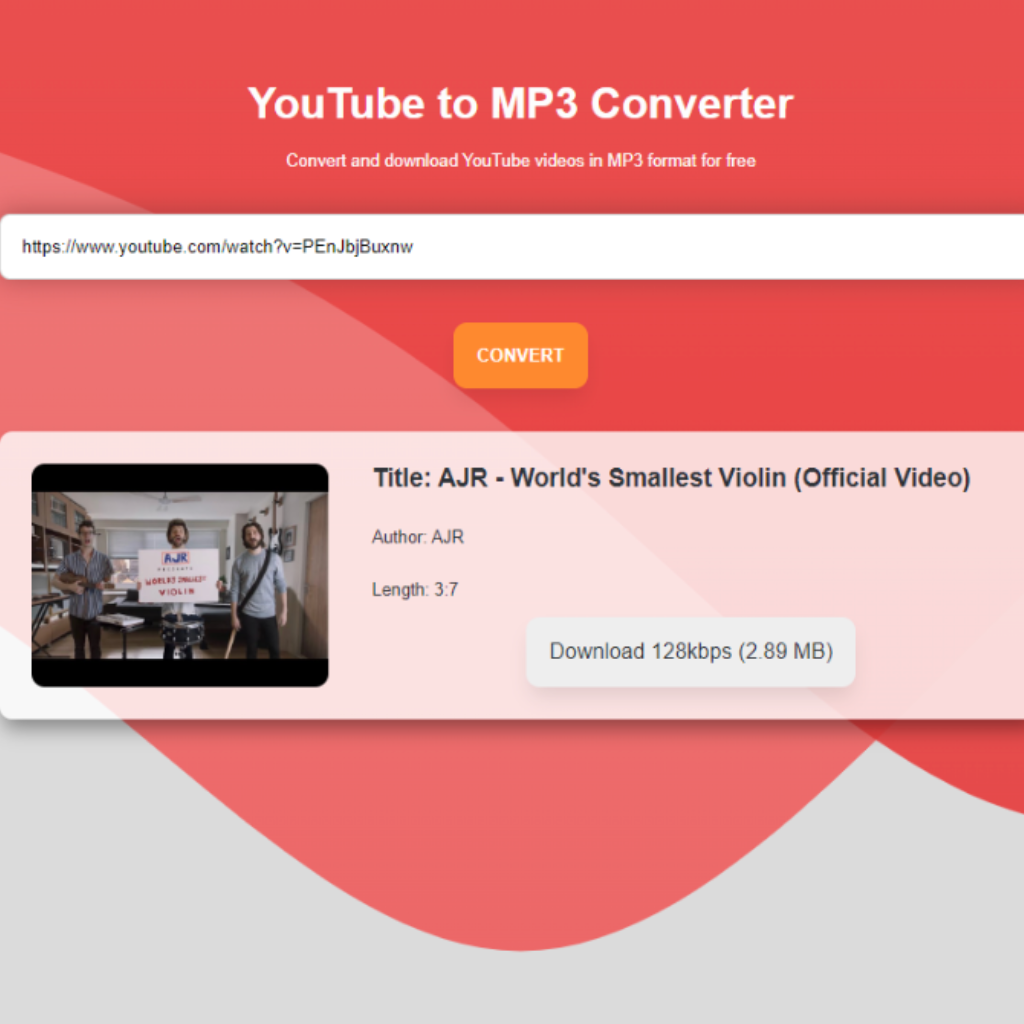 YouTube to MP3 Converter
Convert and download YouTube videos in MP3 format for free
https://www.youtube.com/watch?v=PEnJbjBuxnw
CONVERT
Title: AJR - World's Smallest Violin (Official Video)
Author: AJR
Length: 3:7
Download 128kbps (2.89 MB)
AJR
PRESENTS
WORLD'S SMALLEST
VIOLIN